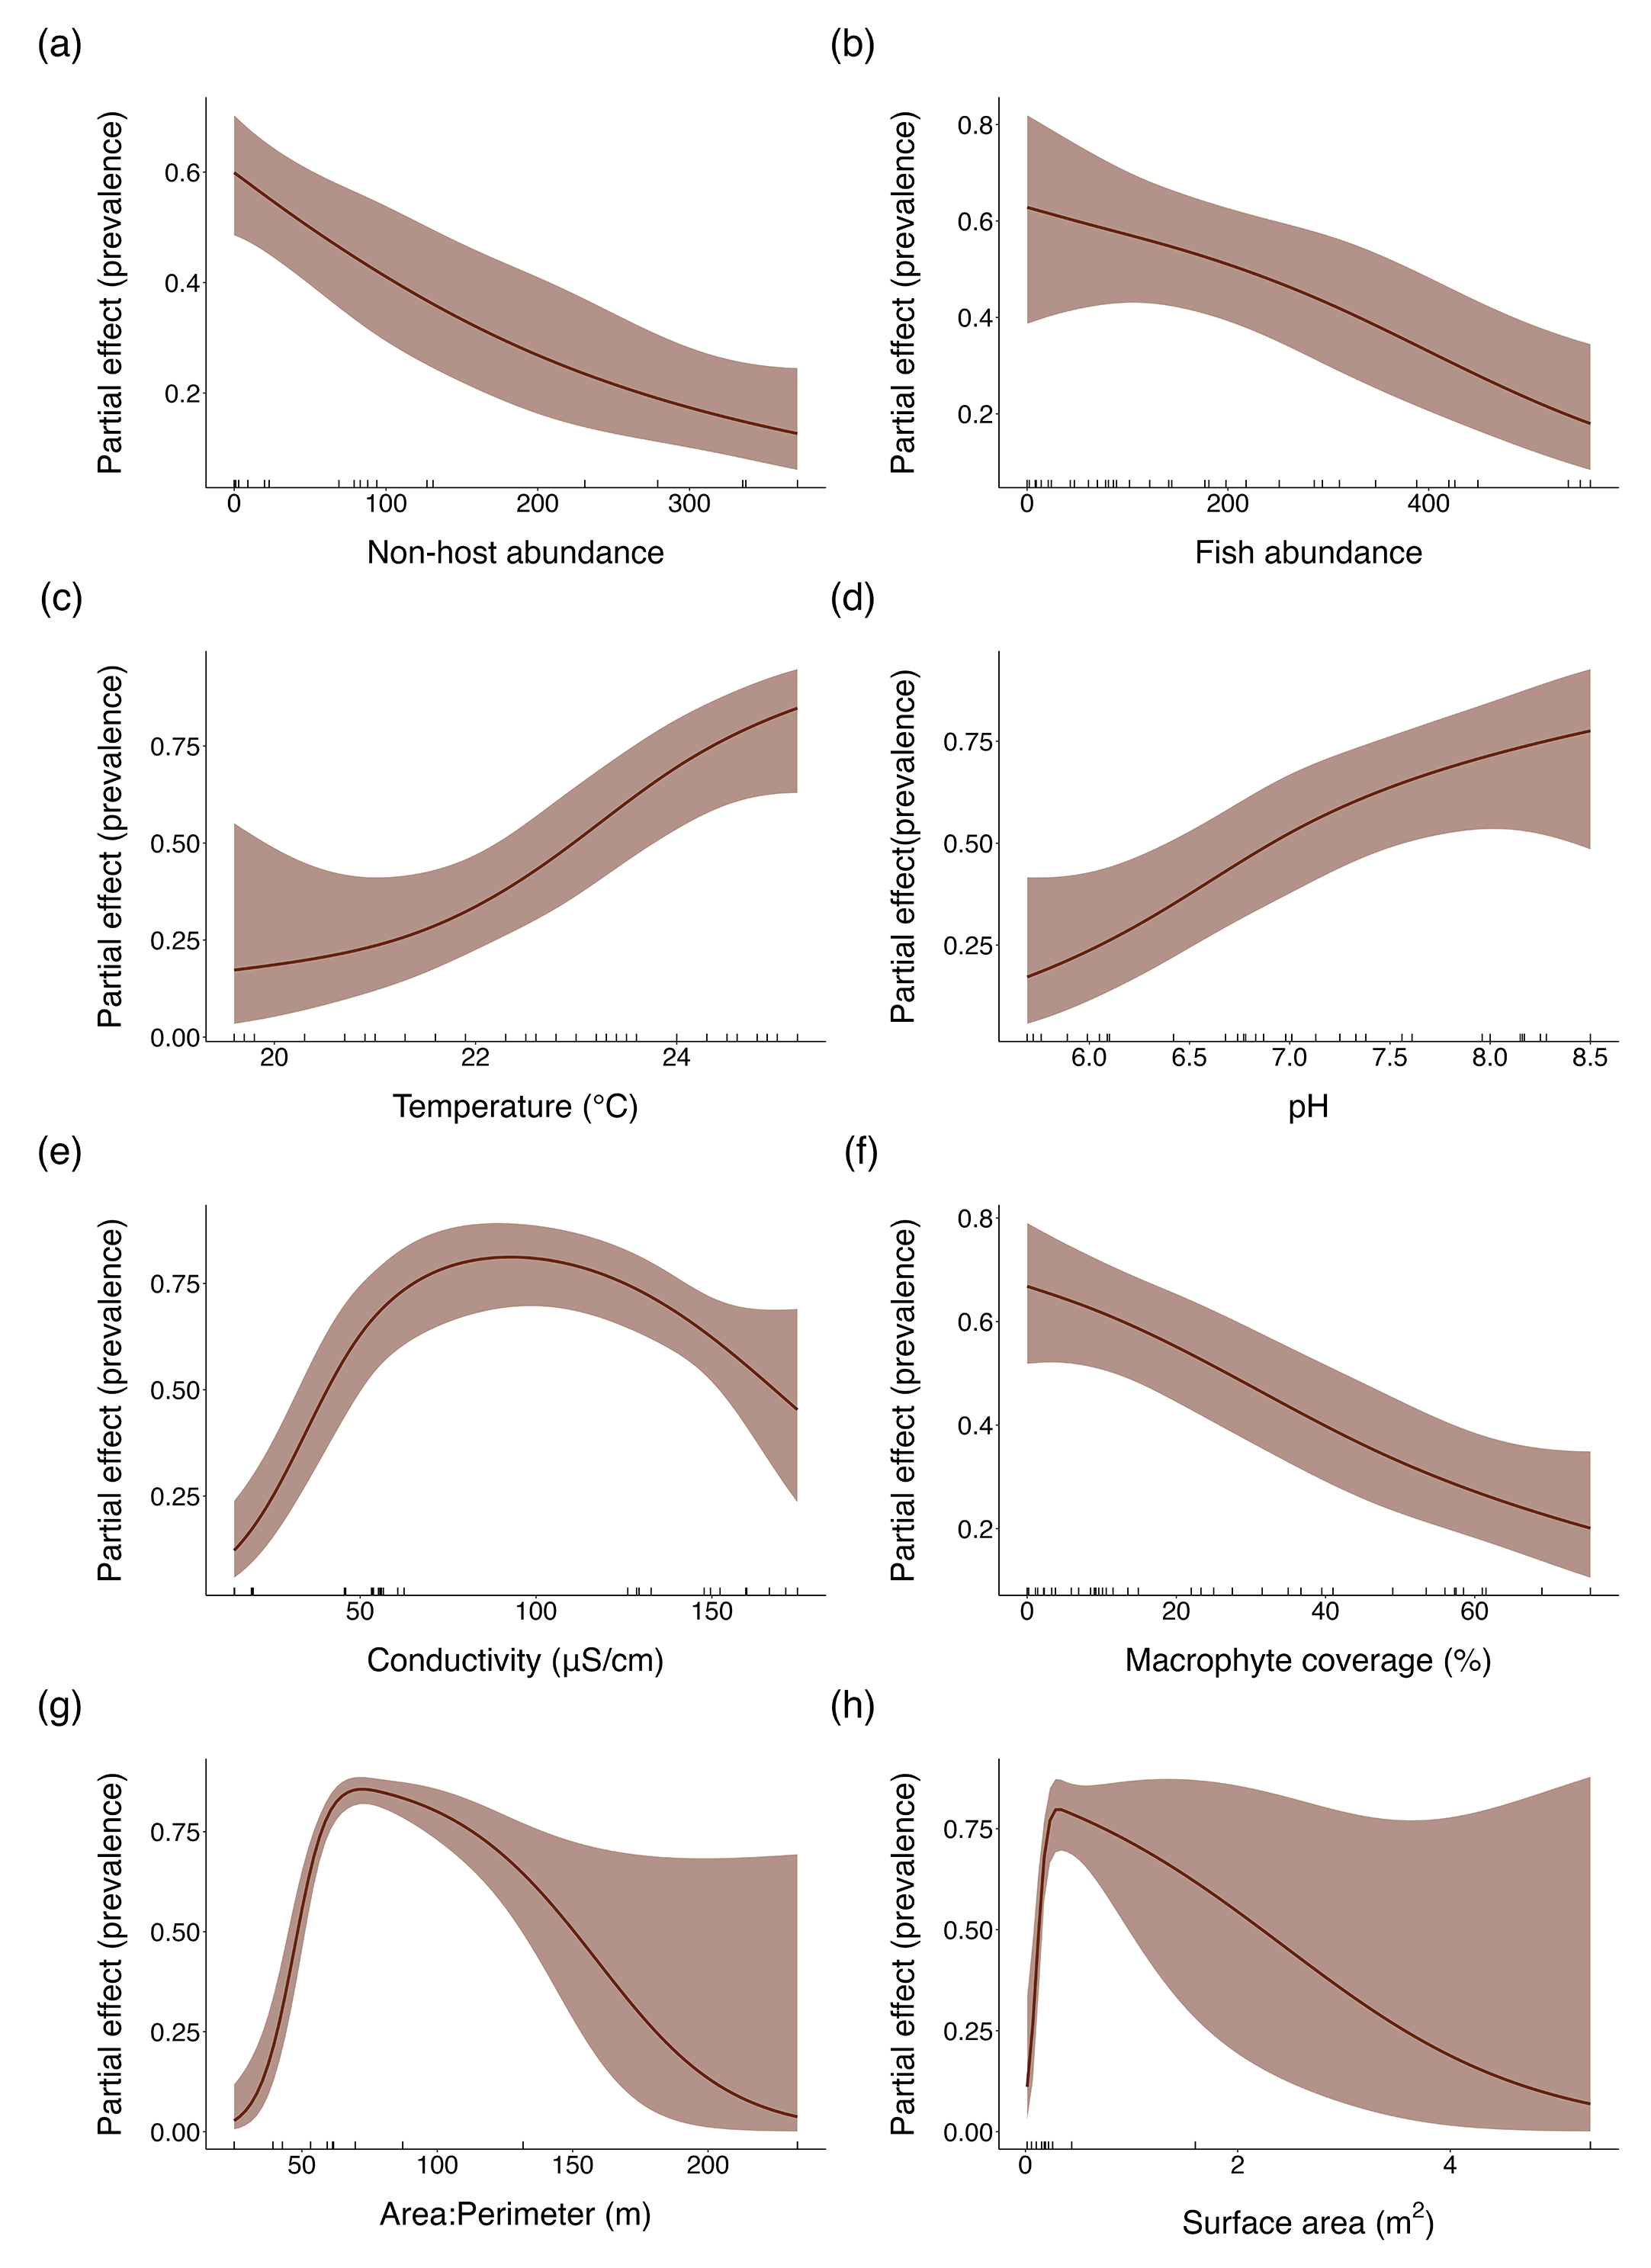 (a)
Partial effect (prevalence)
0.6
0.4
0.2
0 100 200 300
Non-host abundance
(b)
Partial effect (prevalence)
0.8
0.6
0.4
0.2
0 200 400
Fish abundance
(c)
Partial effect (prevalence)
0.75
0.50
0.25
0.00
20 22 24
Temperature (°C)
(d)
Partial effect(prevalence)
0.75
0.50
0.25
6.0 6.5 7.0 7.5 8.0 8.5
pH
(e)
Partial effect (prevalence)
0.75
0.50
0.25
50 100 150
Conductivity (µS/cm)
(f)
Partial effect (prevalence)
0.8
0.6
0.4
0.2
0 20 40 60
Macrophyte coverage (%)
(g)
Partial effect (prevalence)
0.75
0.50
0.25
0.00
50 100 150 200
Area:Perimeter (m)
(h)
Partial effect (prevalence)
0.75
0.50
0.25
0.00
0 2 4
Surface area (m²)